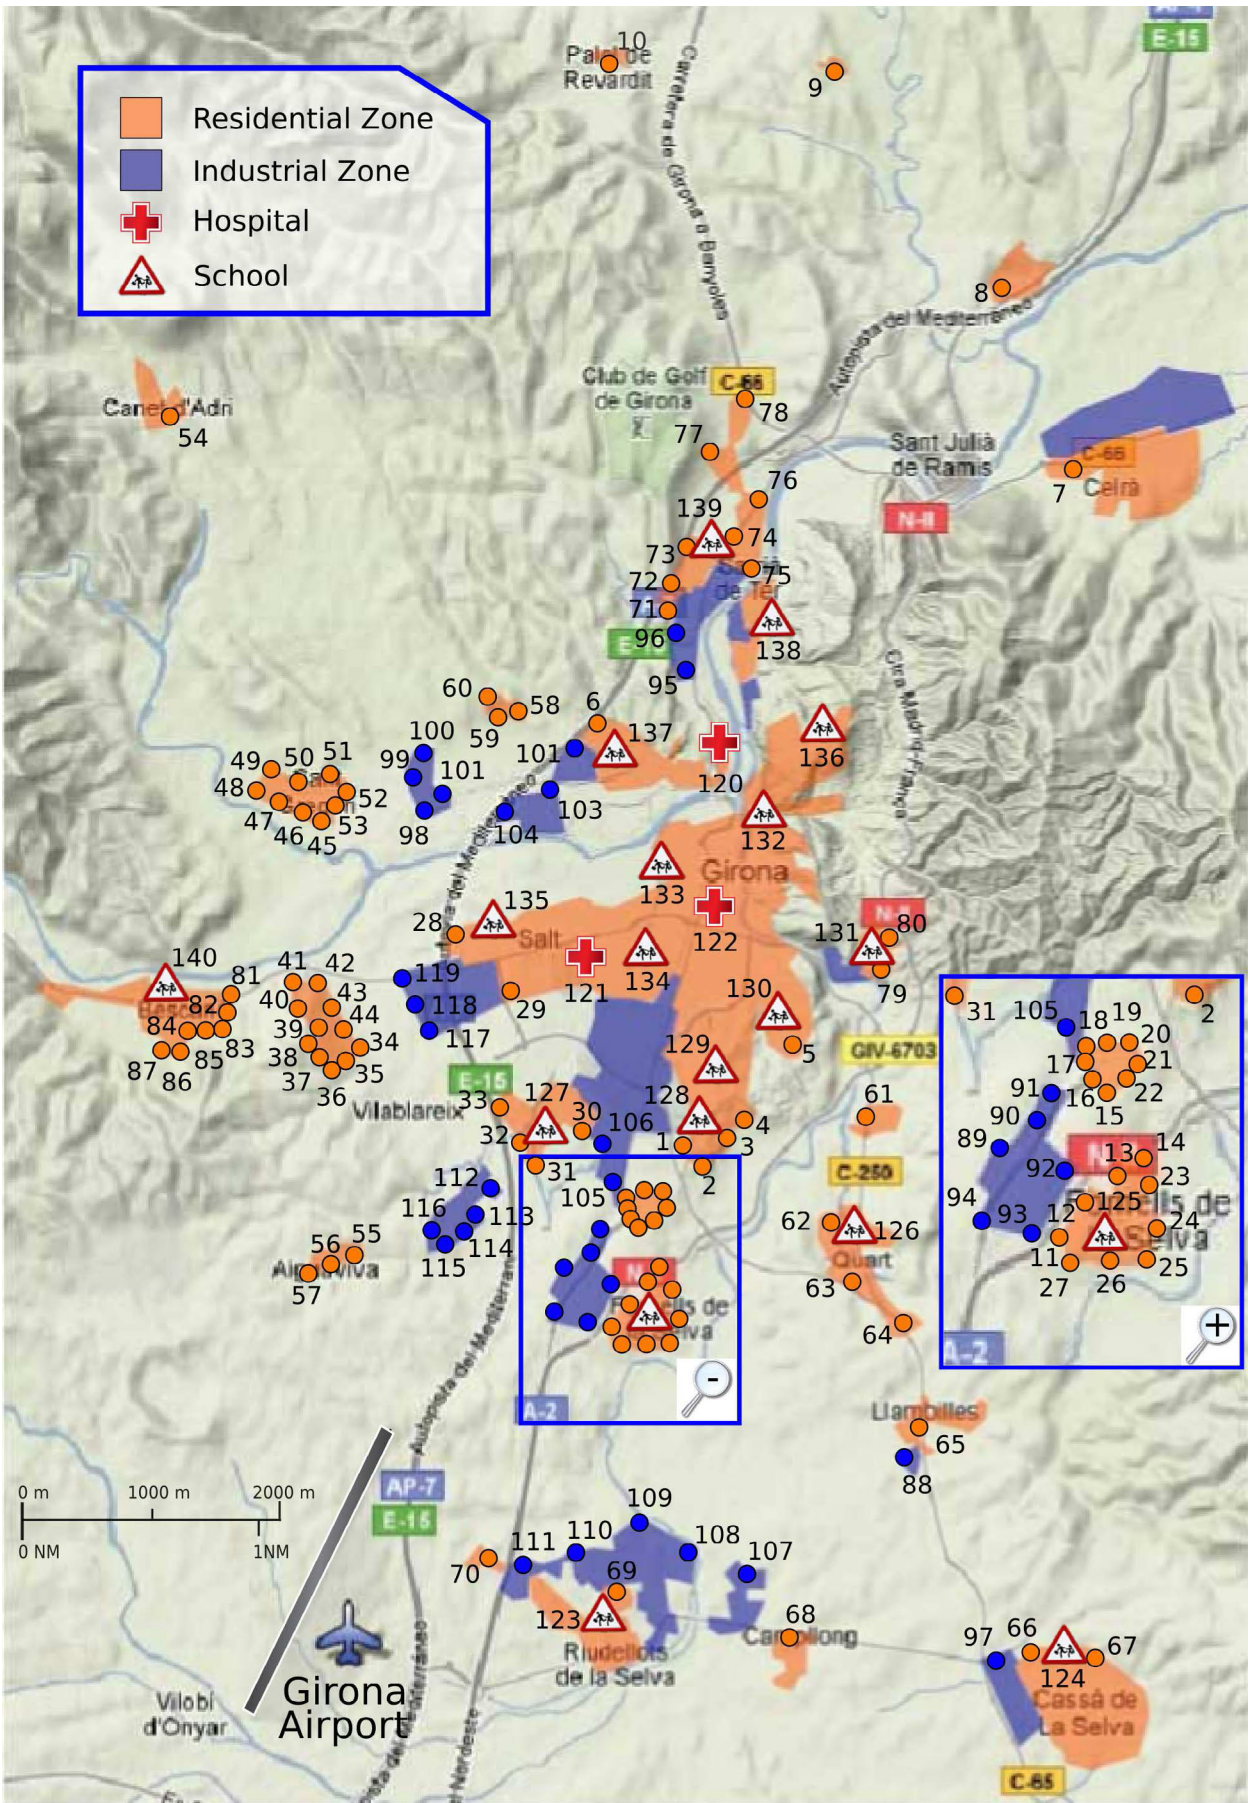 10
Palol de
Revardit
9
E-15
Residential Zone
Industrial Zone
Hospital
School
Carretera de Girona a Banyoles
8
Autopista del Mediterráneo
Canet d'Adri
54
Club de Golf
de Girona
C-66
78
77
Sant Julià
de Ramis
C-66
7
Celrà
76
N-II
139
74
73
75
72
de Ter
71
96
E-15
138
95
60
58
59
6
137
136
120
100
101
99
101
98
103
104
49
50
51
48
52
47
46
45
53
132
133
Girona
135
28
Salt
122
134
121
N-II
80
131
79
140
81
41
42
82
40
43
84
39
44
34
83
85
38
35
87
86
37
36
119
118
117
29
130
5
129
GIV-6703
E-15
Vilablareix
33
127
30
128
106
32
1
4
3
31
2
61
C-250
62
126
Quart
63
64
112
116
113
114
115
105
55
56
Aiguaviva
57
-
A-2
31
105
18
19
20
2
17
21
91
16
22
15
90
89
92
13
14
23
94
93
12
125
24
11
Selva
27
26
25
A-2
+
Llambilles
65
88
0 m
1000 m
2000 m
0 NM
1NM
AP-7
E-15
109
110
108
111
107
70
69
123
Riudellots
de la Selva
68
Campllong
97
66
67
124
Cassà de
La Selva
C-65
Girona
Airport
Vilobí
d'Onyar